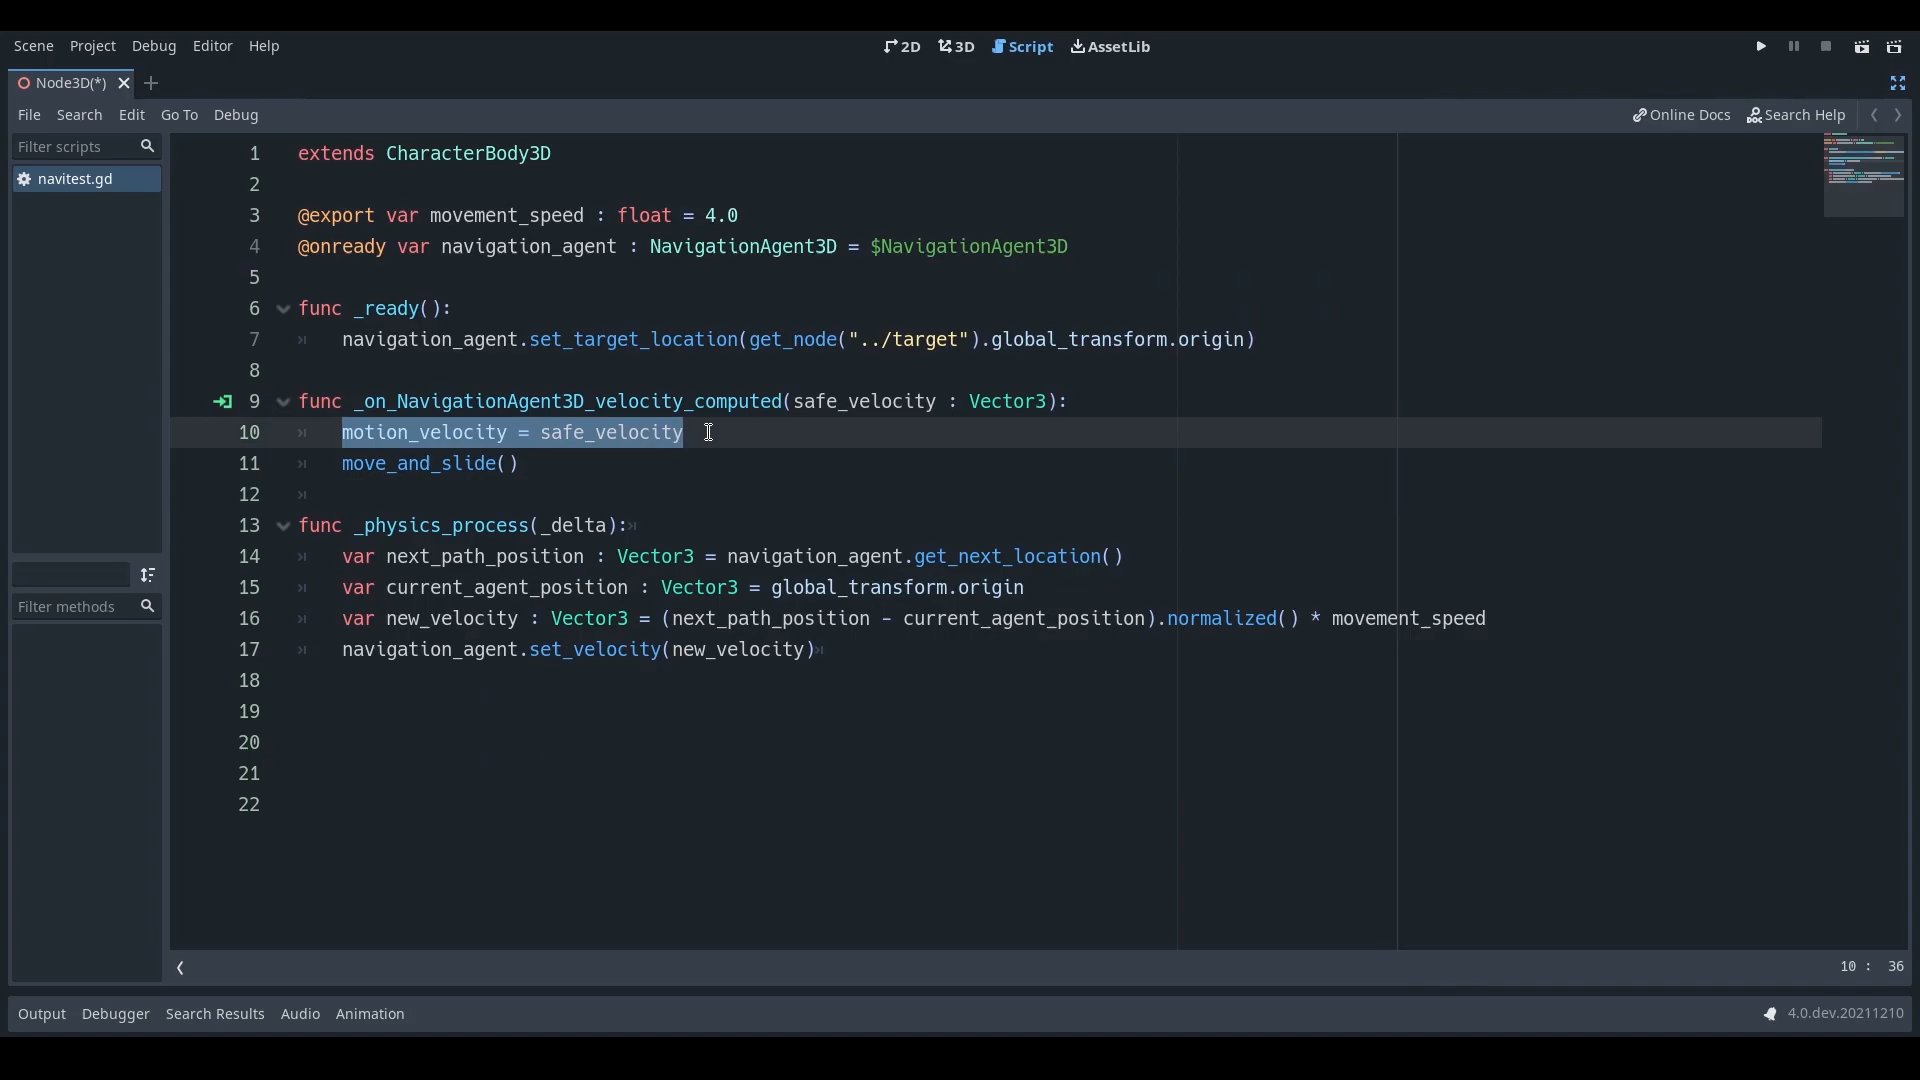 Scene Project Debug Editor Help 2D 3D Script AssetLib
Node3D(*)
File Search Edit Go To Debug Online Docs Search Help
Filter scripts
navitest.gd
Filter methods
1 extends CharacterBody3D
2
3 @export var movement_speed : float = 4.0
4 @onready var navigation_agent : NavigationAgent3D = $NavigationAgent3D
5
6 func _ready():
7 navigation_agent.set_target_location(get_node("../target").global_transform.origin)
8
9 func _on_NavigationAgent3D_velocity_computed(safe_velocity : Vector3):
10 motion_velocity = safe_velocity
11 move_and_slide()
12
13 func _physics_process(_delta):
14 var next_path_position : Vector3 = navigation_agent.get_next_location()
15 var current_agent_position : Vector3 = global_transform.origin
16 var new_velocity : Vector3 = (next_path_position - current_agent_position).normalized() * movement_speed
17 navigation_agent.set_velocity(new_velocity)
18
19
20
21
22
10 : 36
Output Debugger Search Results Audio Animation 4.0.dev.20211210